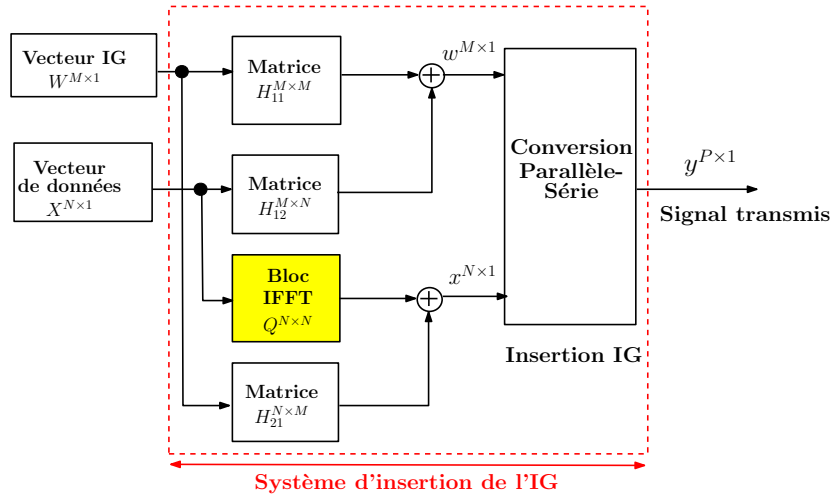 Vecteur IG
W^{M×1}
Vecteur
de données
X^{N×1}
Matrice
H_{11}^{M×M}
Matrice
H_{12}^{M×N}
Bloc
IFFT
Q^{N×N}
Matrice
H_{21}^{N×M}
+
w^{M×1}
+
x^{N×1}
Conversion
Parallèle-
Série
Insertion IG
y^{P×1}
Signal transmis
Système d'insertion de l'IG